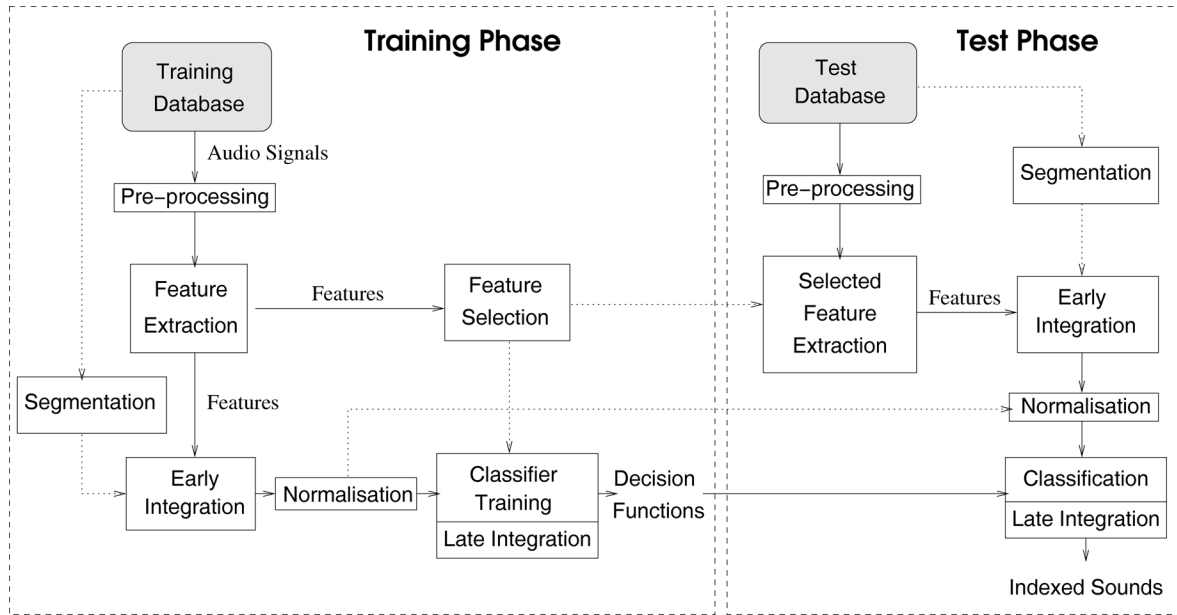 Training Phase
Training
Database
Audio Signals
Pre-processing
Feature
Extraction
Features
Feature
Selection
Segmentation
Features
Early
Integration
Normalisation
Classifier
Training
Late Integration
Decision
Functions
Test Phase
Test
Database
Segmentation
Pre-processing
Selected
Feature
Extraction
Features
Early
Integration
Normalisation
Classification
Late Integration
Indexed Sounds